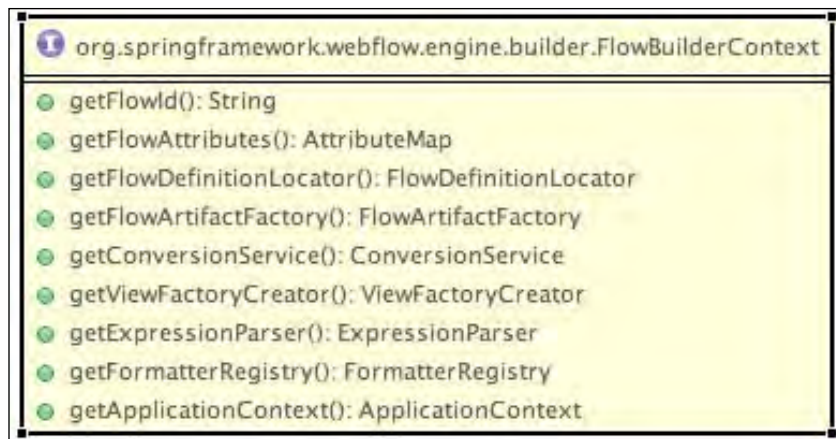 I org.springframework.webflow.engine.builder.FlowBuilderContext
getFlowId(): String
getFlowAttributes(): AttributeMap
getFlowDefinitionLocator(): FlowDefinitionLocator
getFlowArtifactFactory(): FlowArtifactFactory
getConversionService(): ConversionService
getViewFactoryCreator(): ViewFactoryCreator
getExpressionParser(): ExpressionParser
getFormatterRegistry(): FormatterRegistry
getApplicationContext(): ApplicationContext